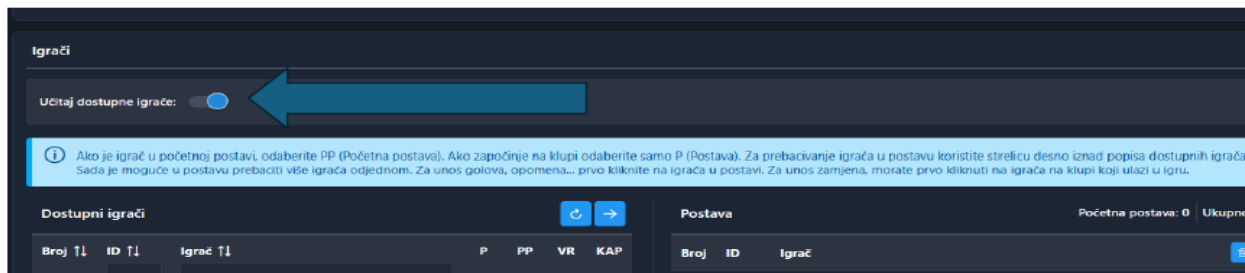 Igrači
Učitaj dostupne igrače:
Ako je igrač u početnoj postavi, odaberite PP (Početna postava). Ako započinje na klupi odaberite samo P (Postava). Za prebacivanje igrača u postavu koristite strelicu desno iznad popisa dostupnih igrača
Sada je moguće u postavu prebaciti više igrača odjednom. Za unos golova, opomena... prvo kliknite na igrača u postavi. Za unos zamjena, morate prvo kliknuti na igrača na klupi koji ulazi u igru.
Dostupni igrači
Broj ID Igrač P PP VR KAP
Postava Početna postava: 0 Ukupno
Broj ID Igrač